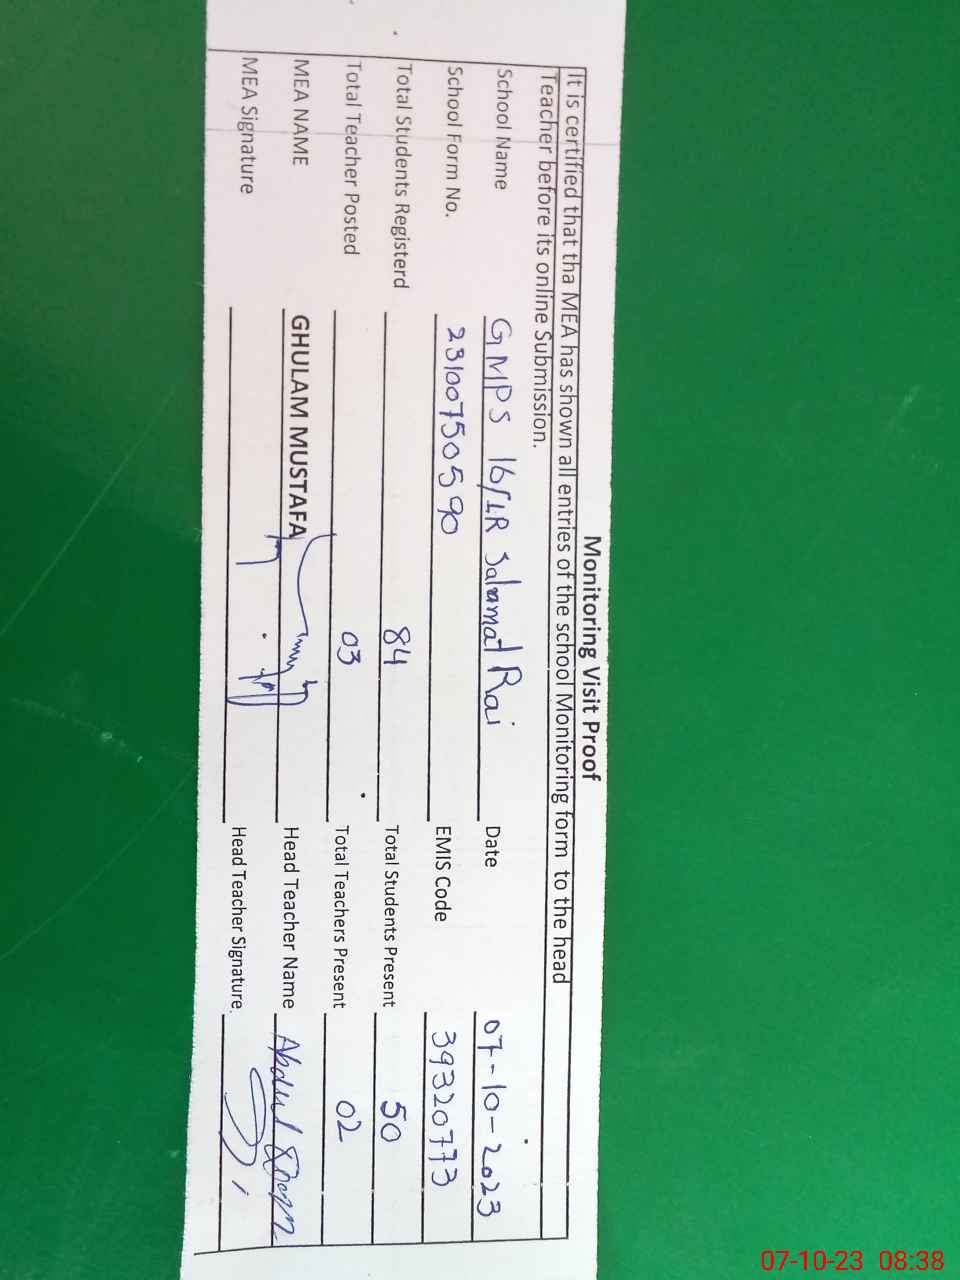 Monitoring Visit Proof
It is certified that tha MEA has shown all entries of the school Monitoring form to the head
Teacher before its online Submission.
School Name GMPS 16/1R Salamat Rai Date 07-10-2023
School Form No. 23100750590 EMIS Code 39320773
Total Students Registerd 84 Total Students Present 50
Total Teacher Posted 03 Total Teachers Present 02
MEA NAME GHULAM MUSTAFA Head Teacher Name Abdul
MEA Signature Head Teacher Signature.
07-10-23 08:38